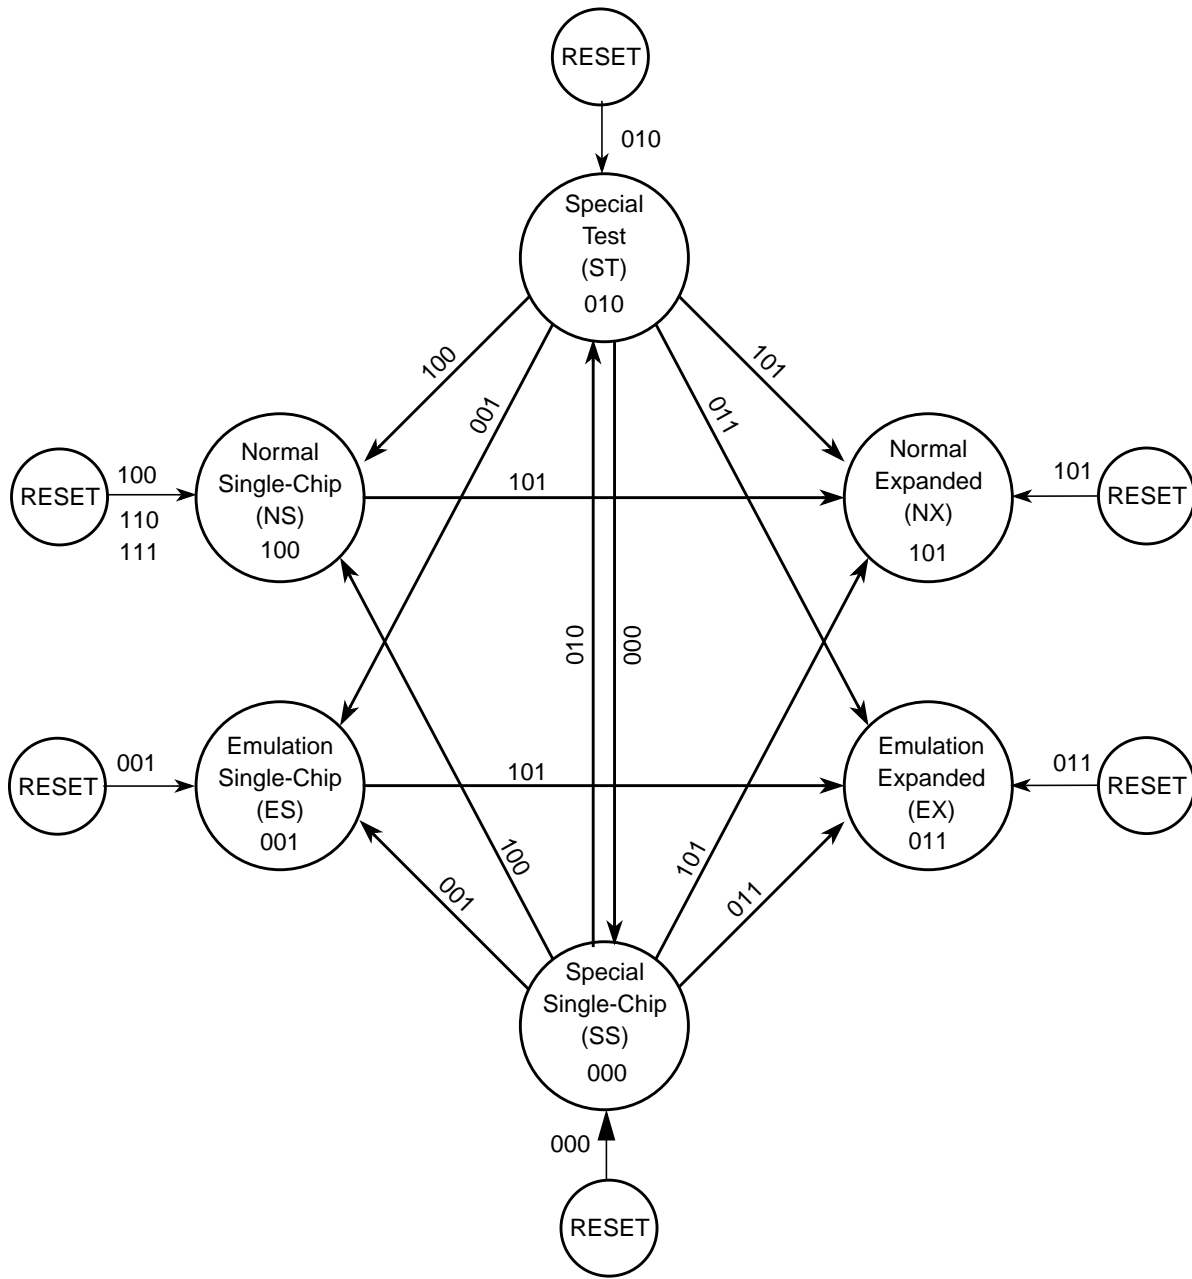 RESET
010
Special
Test
(ST)
010
100
001
101
011
Normal
Single-Chip
(NS)
100
RESET
100
110
111
101
Normal
Expanded
(NX)
101
101
RESET
010
000
Emulation
Single-Chip
(ES)
001
RESET
001
101
Emulation
Expanded
(EX)
011
011
RESET
001
100
101
011
Special
Single-Chip
(SS)
000
000
RESET